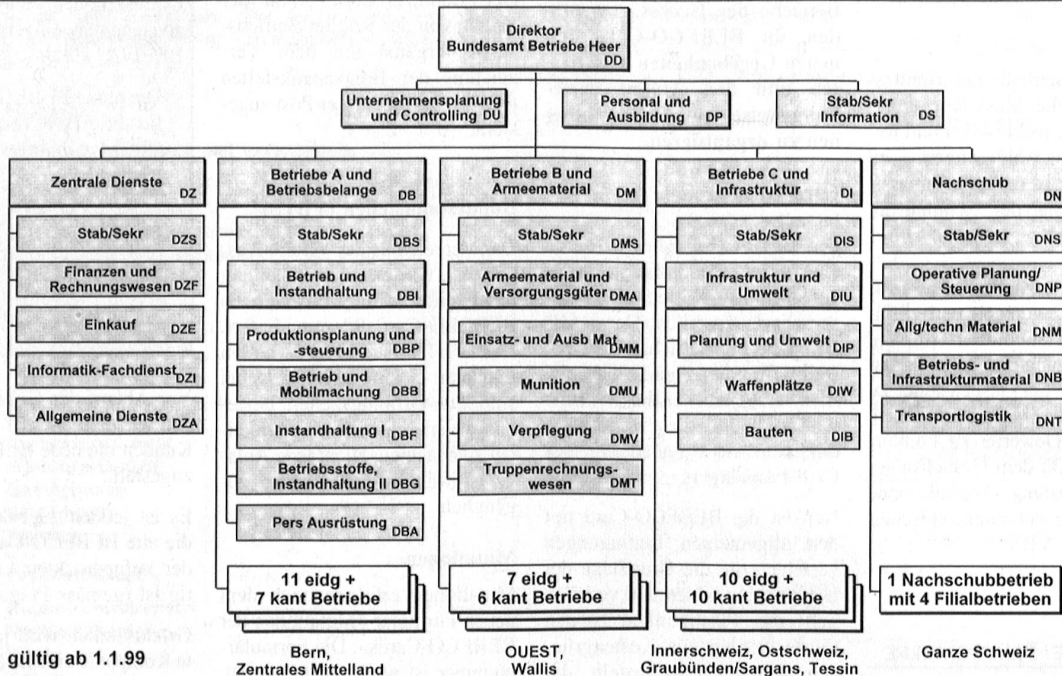 Direktor
Bundesamt Betriebe Heer
DD
Unternehmensplanung
und Controlling DU
Personal und
Ausbildung DP
Stab/Sekr
Information DS
Zentrale Dienste
DZ
Stab/Sekr
DZS
Finanzen und
Rechnungswesen DZF
Einkauf
DZE
Informatik-Fachdienst DZI
Allgemeine Dienste
DZA
Betriebe A und
Betriebsbelange
DB
Stab/Sekr
DBS
Betrieb und
Instandhaltung
DBI
Produktionsplanung und
-steuerung DBP
Betrieb und
Mobilmachung DBB
Instandhaltung I
DBF
Betriebsstoffe,
Instandhaltung II DBG
Pers Ausrüstung
DBA
11 eidg +
7 kant Betriebe
Bern,
Zentrales Mittelland
Betriebe B und
Armeematerial
DM
Stab/Sekr
DMS
Armeematerial und
Versorgungsgüter DMA
Einsatz- und Ausb Mat DMM
Munition
DMU
Verpflegung
DMV
Truppenrechnungs-
wesen DMT
7 eidg +
6 kant Betriebe
OUEST,
Wallis
Betriebe C und
Infrastruktur
DI
Stab/Sekr
DIS
Infrastruktur und
Umwelt
DIU
Planung und Umwelt DIP
Waffenplätze
DIW
Bauten
DIB
10 eidg +
10 kant Betriebe
Innerschweiz, Ostschweiz,
Graubünden/Sargans, Tessin
Nachschub
DN
Stab/Sekr
DNS
Operative Planung/
Steuerung DNP
Allg/techn Material
DNM
Betriebs- und
Infrastrukturmaterial DNB
Transportlogistik
DNT
1 Nachschubbetrieb
mit 4 Filialbetrieben
Ganze Schweiz
gültig ab 1.1.99